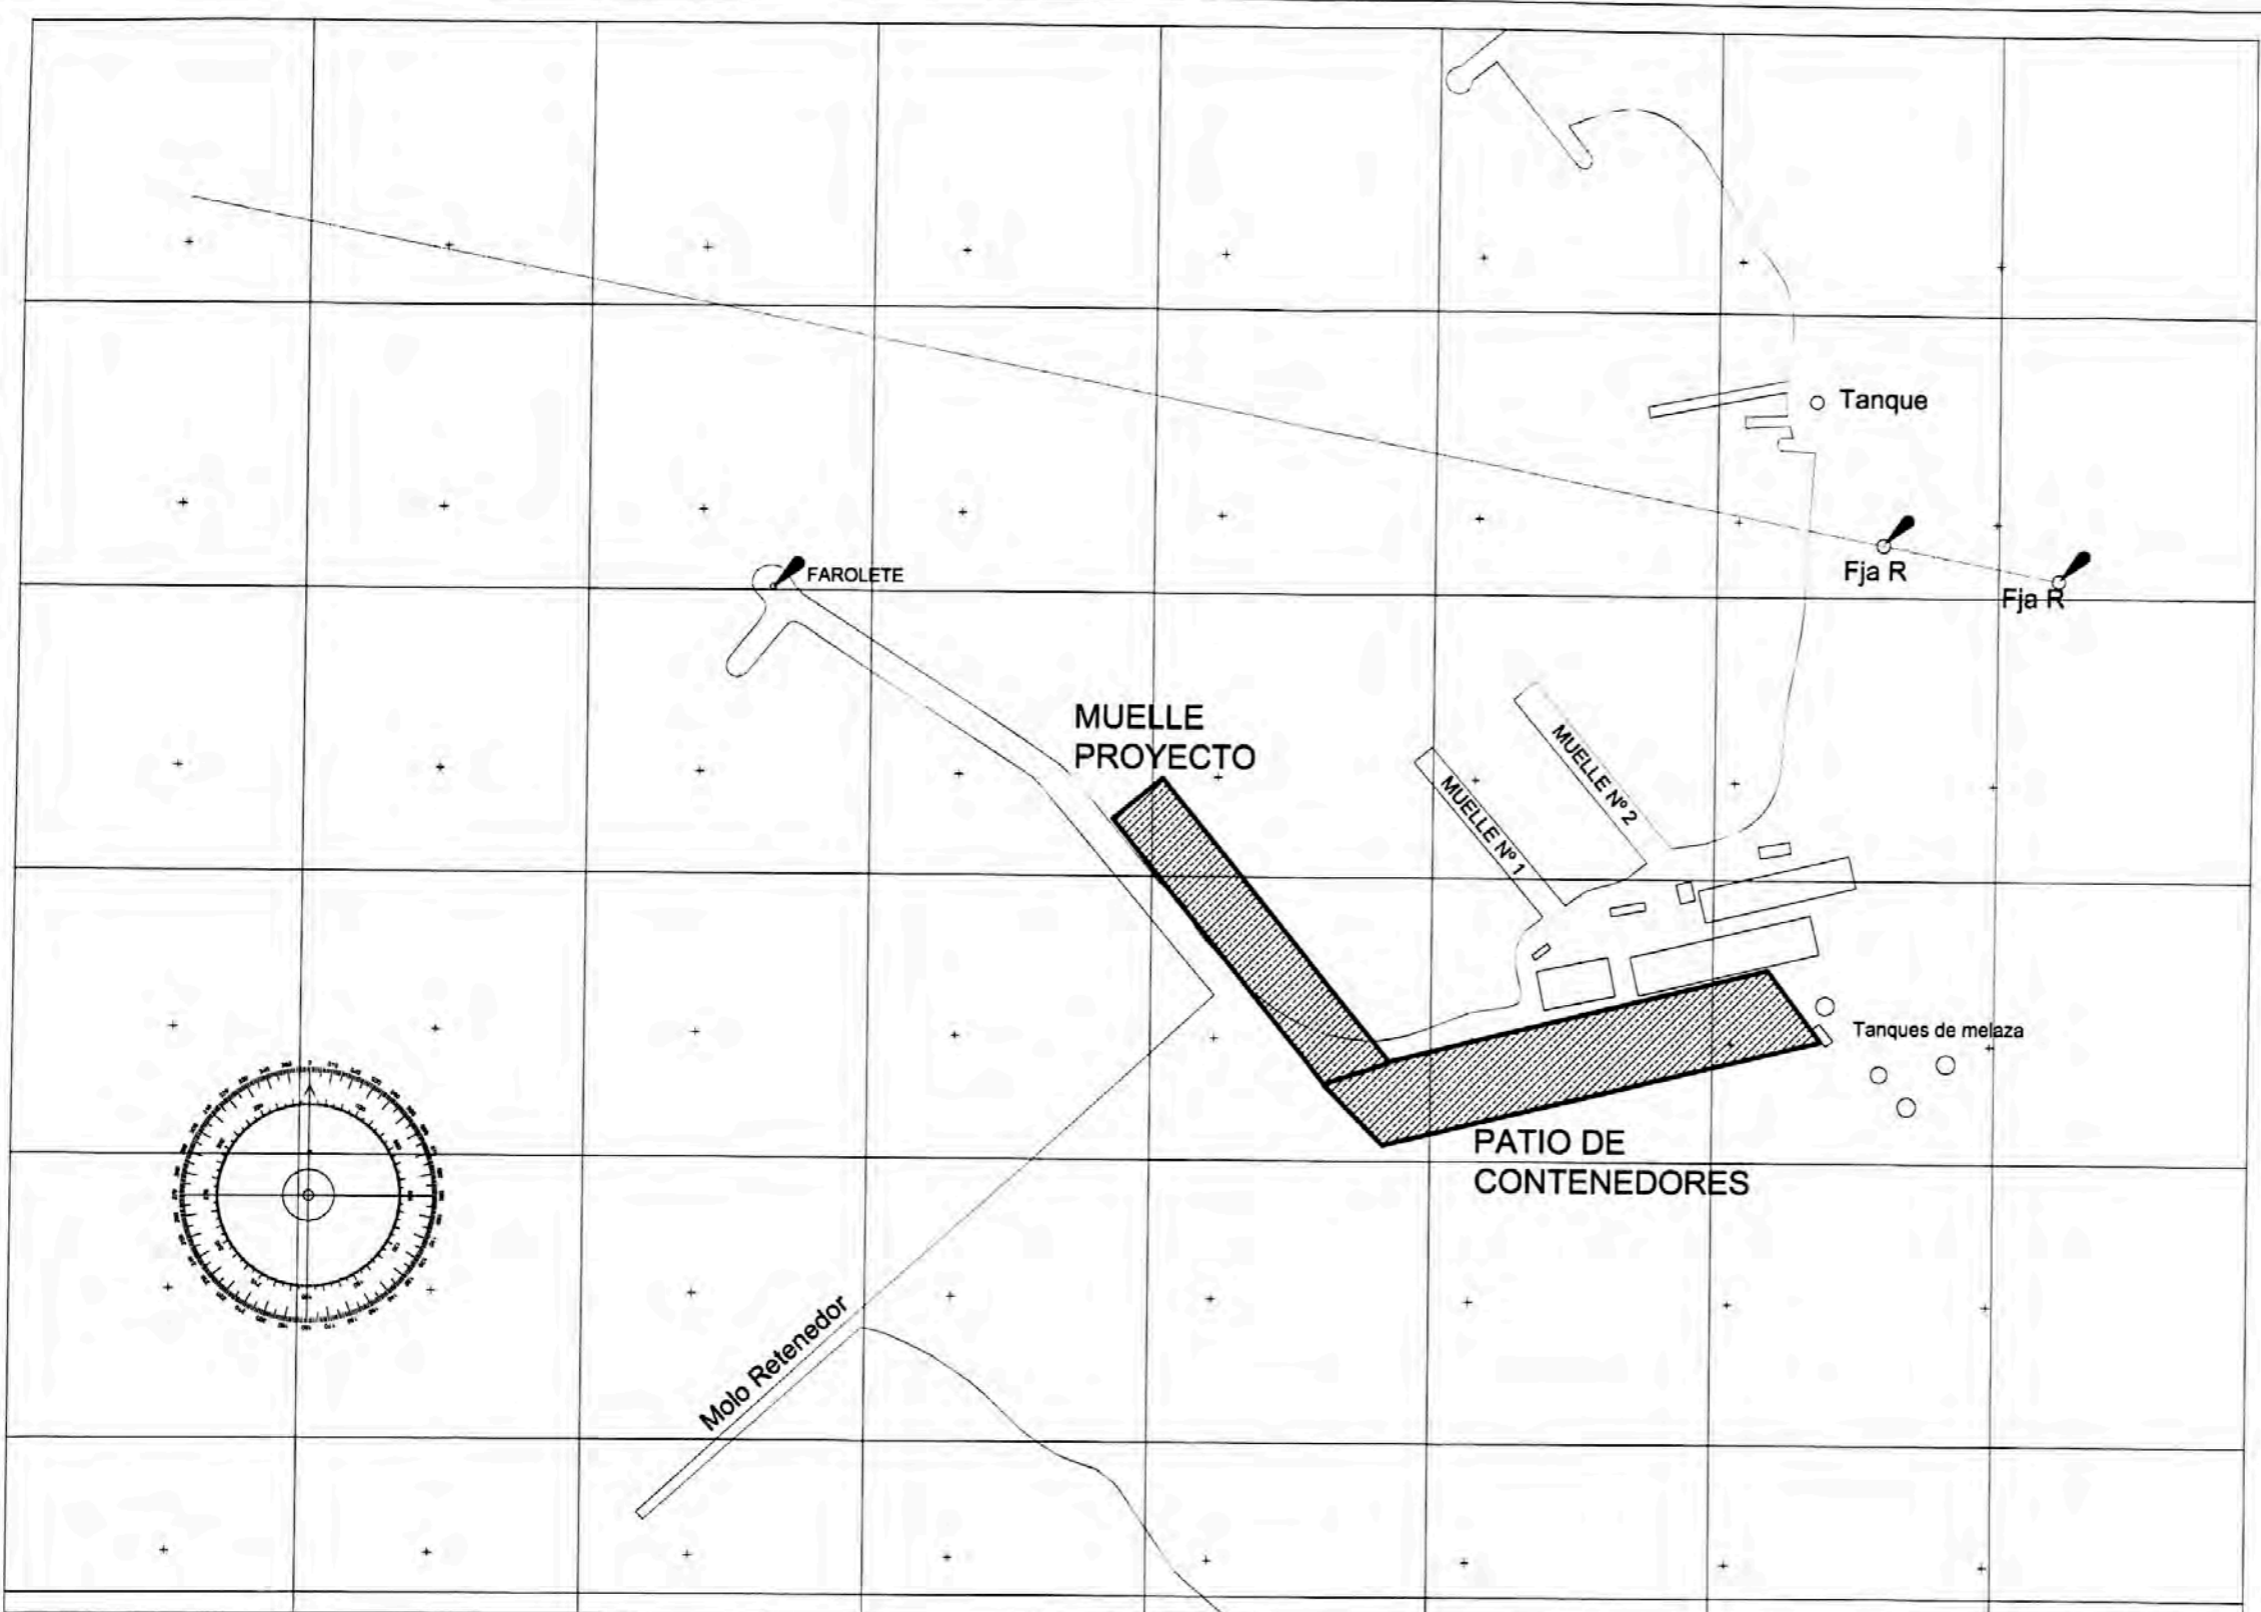 Tanque
Fja R
Fja R
FAROLETE
MUELLE
PROYECTO
MUELLE Nº 2
MUELLE Nº 1
Tanques de melaza
PATIO DE
CONTENEDORES
Molo Retenedor